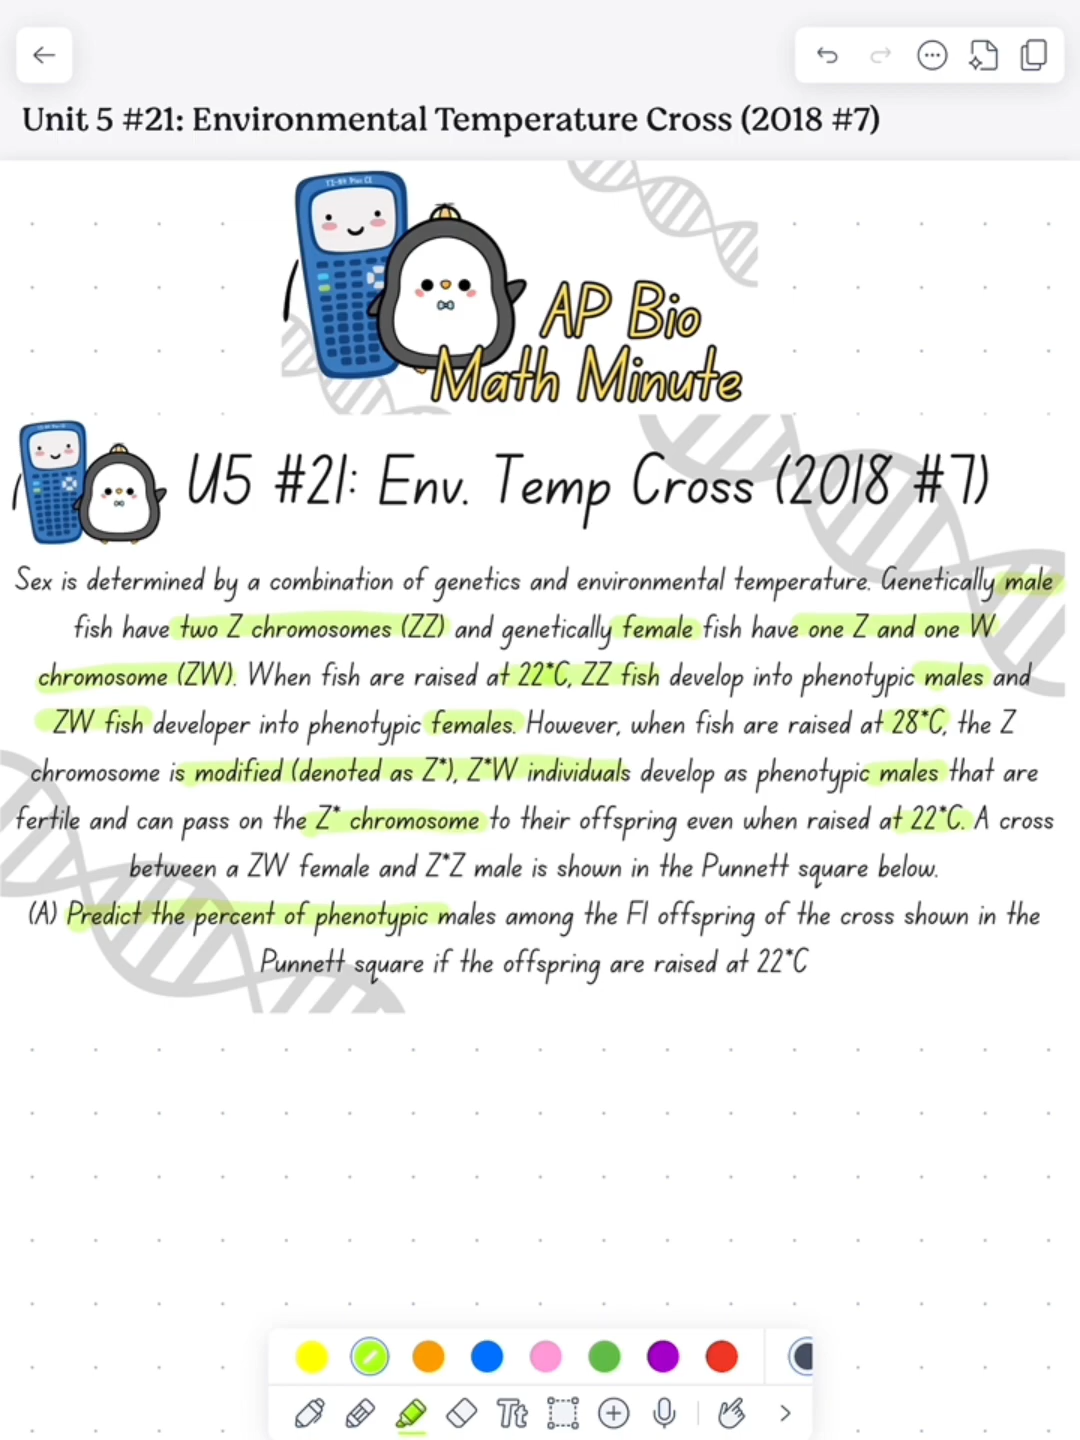 Unit 5 #21: Environmental Temperature Cross (2018 #7)
AP Bio
Math Minute
U5 #21: Env. Temp Cross (2018 #7)
Sex is determined by a combination of genetics and environmental temperature. Genetically male
fish have two Z chromosomes (ZZ) and genetically female fish have one Z and one W
chromosome (ZW). When fish are raised at 22*C, ZZ fish develop into phenotypic males and
ZW fish developer into phenotypic females. However, when fish are raised at 28*C, the Z
chromosome is modified (denoted as Z*), Z*W individuals develop as phenotypic males that are
fertile and can pass on the Z* chromosome to their offspring even when raised at 22*C. A cross
between a ZW female and Z*Z male is shown in the Punnett square below.
(A) Predict the percent of phenotypic males among the F1 offspring of the cross shown in the
Punnett square if the offspring are raised at 22*C
Tt